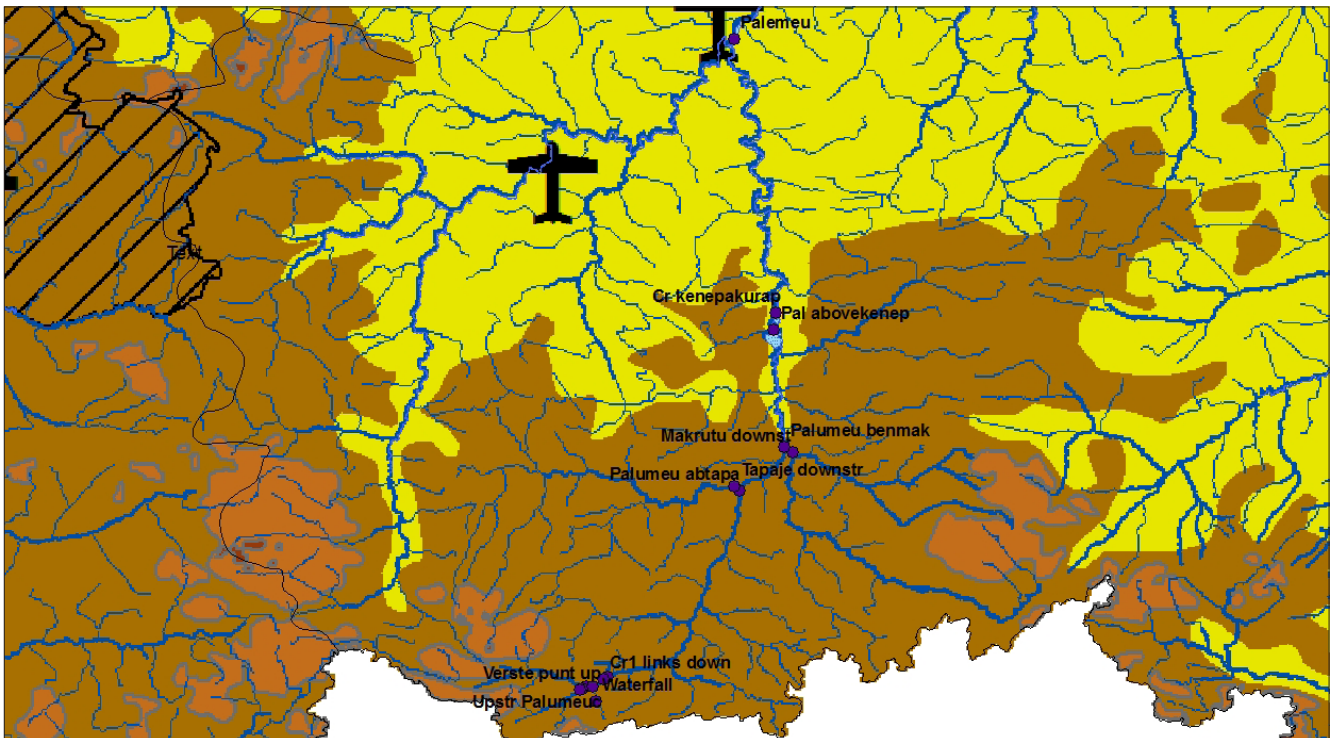 Palemeu
Text
Cr kenepakurap
Pal abovekenep
Makrutu downst
Palumeu benmak
Palumeu abtapa
Tapaje downstr
Cr1 links down
Verste punt up
Waterfall
Upstr Palumeu